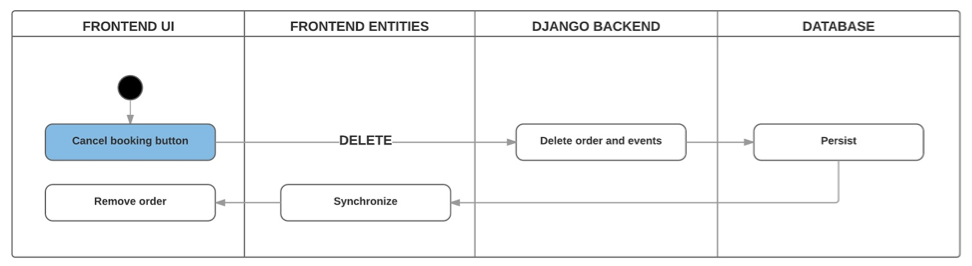 FRONTEND UI
FRONTEND ENTITIES
DJANGO BACKEND
DATABASE
Cancel booking button
DELETE
Delete order and events
Persist
Remove order
Synchronize